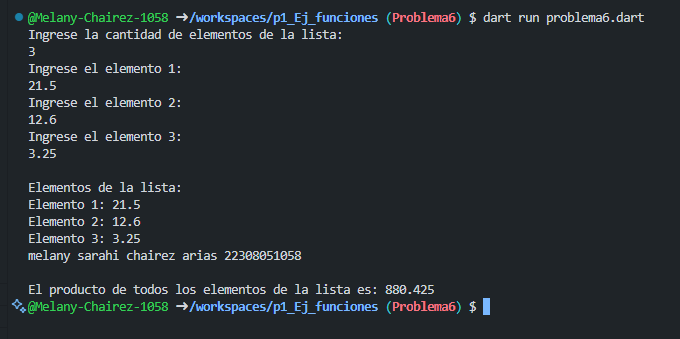 @Melany-Chairez-1058 ➜/workspaces/p1_Ej_funciones (Problema6) $ dart run problema6.dart
Ingrese la cantidad de elementos de la lista:
3
Ingrese el elemento 1:
21.5
Ingrese el elemento 2:
12.6
Ingrese el elemento 3:
3.25
Elementos de la lista:
Elemento 1: 21.5
Elemento 2: 12.6
Elemento 3: 3.25
melany sarahi chairez arias 22308051058
El producto de todos los elementos de la lista es: 880.425
@Melany-Chairez-1058 ➜/workspaces/p1_Ej_funciones (Problema6) $